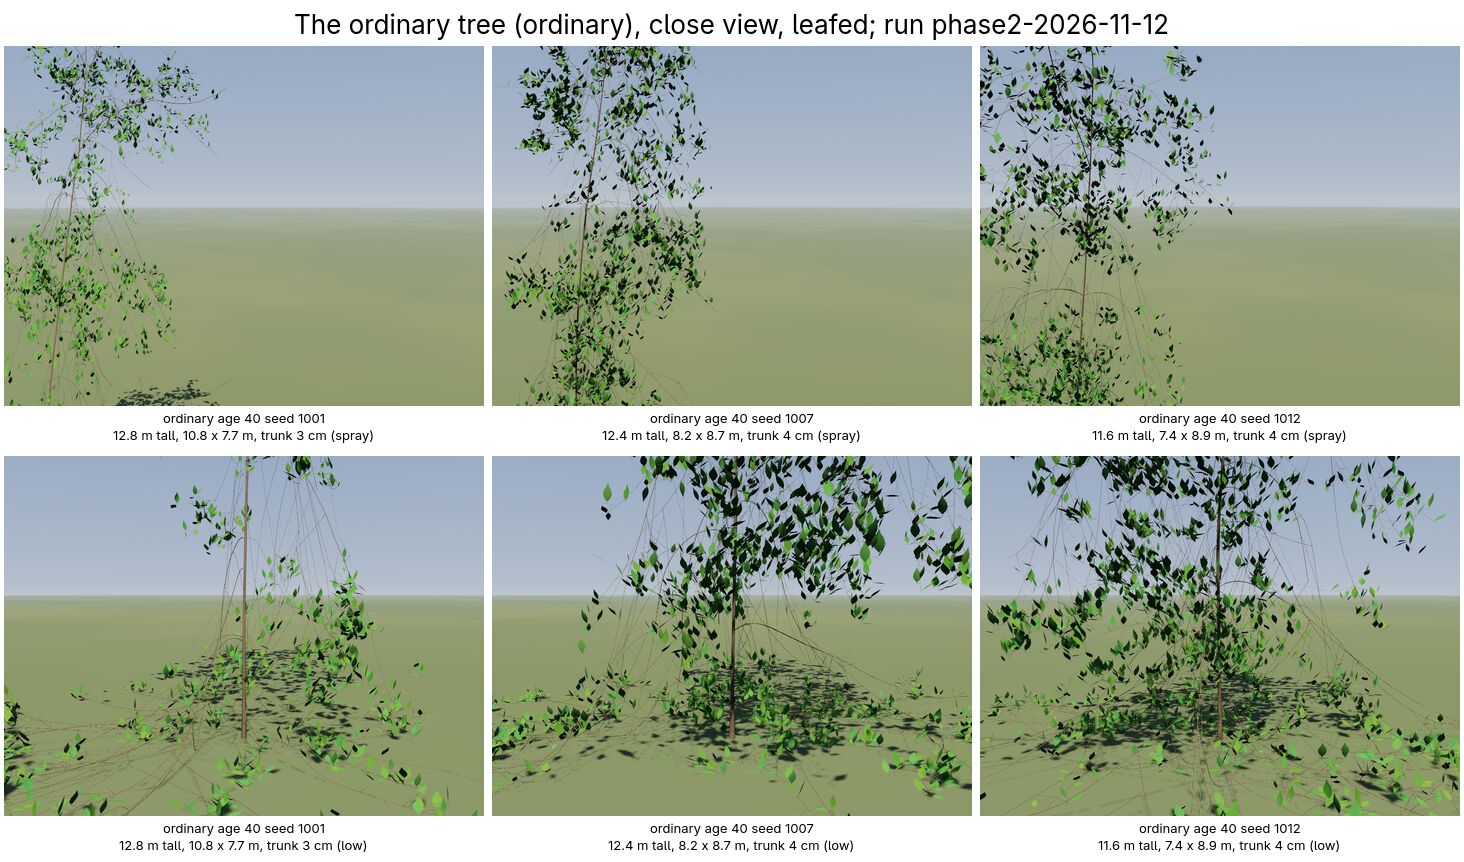 The ordinary tree (ordinary), close view, leafed; run phase2-2026-11-12
ordinary age 40 seed 1001
12.8 m tall, 10.8 x 7.7 m, trunk 3 cm (spray)
ordinary age 40 seed 1007
12.4 m tall, 8.2 x 8.7 m, trunk 4 cm (spray)
ordinary age 40 seed 1012
11.6 m tall, 7.4 x 8.9 m, trunk 4 cm (spray)
ordinary age 40 seed 1001
12.8 m tall, 10.8 x 7.7 m, trunk 3 cm (low)
ordinary age 40 seed 1007
12.4 m tall, 8.2 x 8.7 m, trunk 4 cm (low)
ordinary age 40 seed 1012
11.6 m tall, 7.4 x 8.9 m, trunk 4 cm (low)